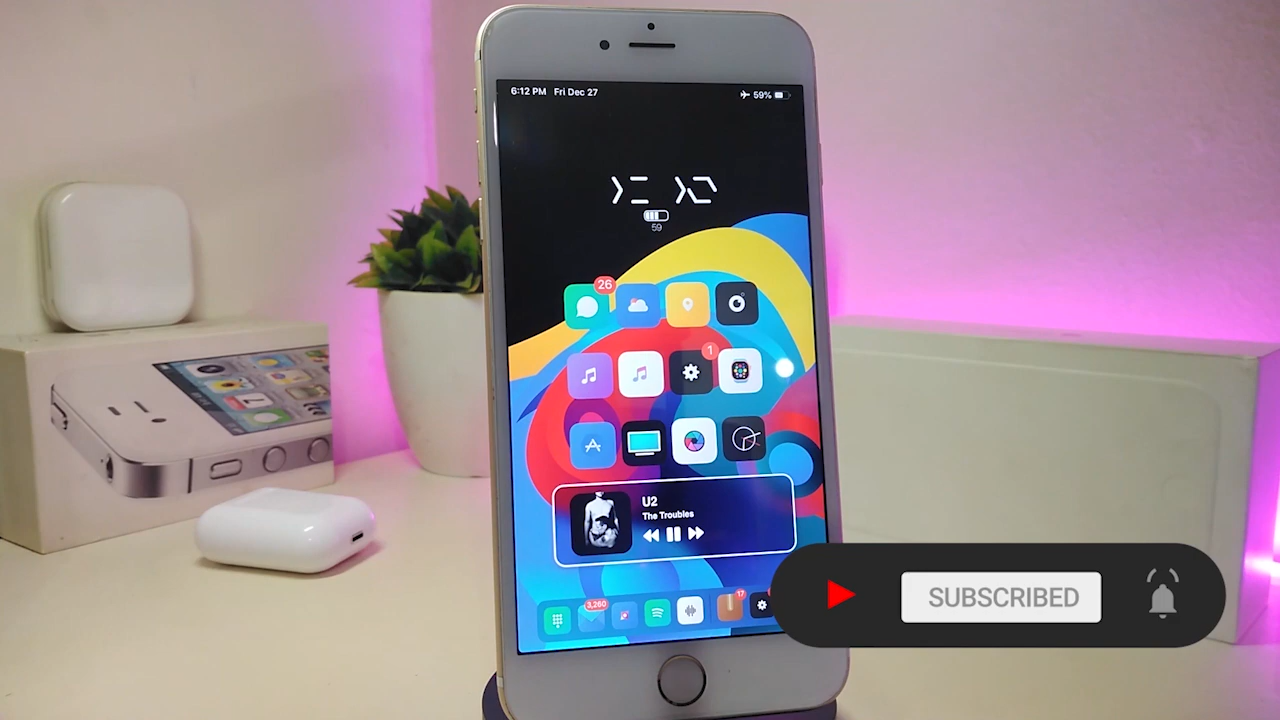 6:12 PM Fri Dec 27
59%
59
26
1
U2
The Troubles
3,260
17
SUBSCRIBED